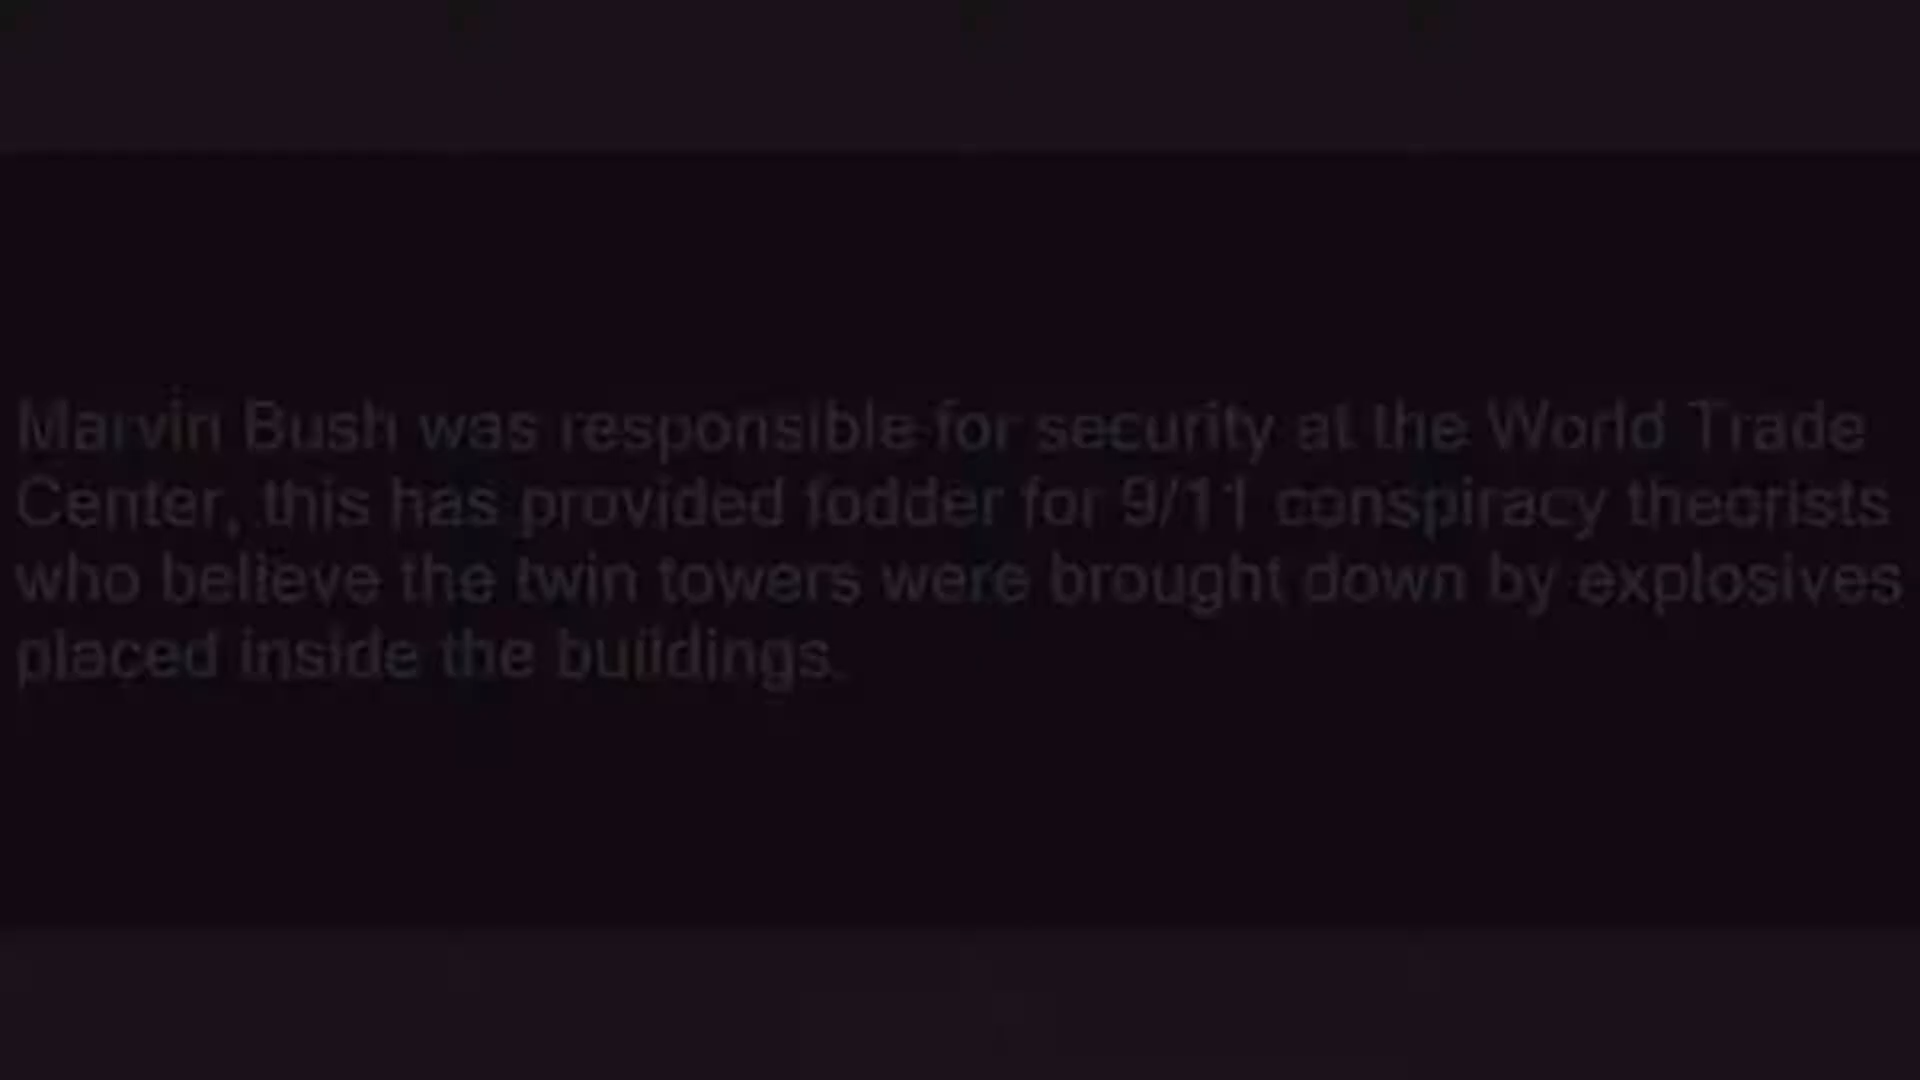 Marvin Bush was responsible for security at the World Trade
Center, this has provided fodder for 9/11 conspiracy theorists
who believe the twin towers were brought down by explosives
placed inside the buildings.